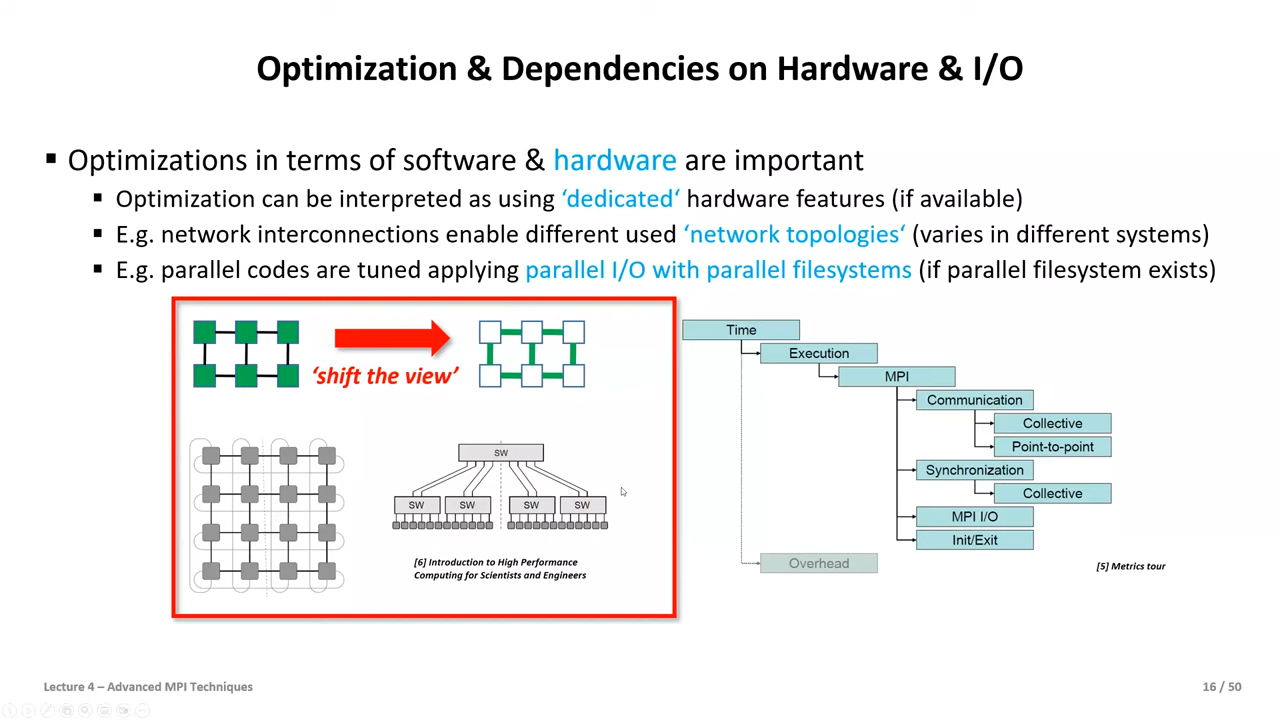 Optimization & Dependencies on Hardware & I/O
▪ Optimizations in terms of software & hardware are important
▪ Optimization can be interpreted as using ‘dedicated‘ hardware features (if available)
▪ E.g. network interconnections enable different used ‘network topologies‘ (varies in different systems)
▪ E.g. parallel codes are tuned applying parallel I/O with parallel filesystems (if parallel filesystem exists)
‘shift the view’
SW
SW SW SW SW
[6] Introduction to High Performance
Computing for Scientists and Engineers
Time
Execution
MPI
Communication
Collective
Point-to-point
Synchronization
Collective
MPI I/O
Init/Exit
Overhead
[5] Metrics tour
Lecture 4 – Advanced MPI Techniques
16 / 50